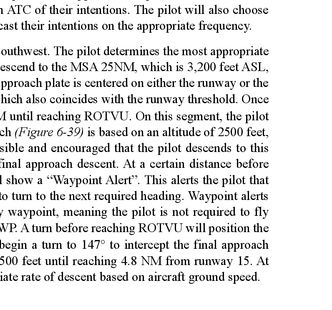 n ATC of their intentions. The pilot will also choose
cast their intentions on the appropriate frequency.
outhwest. The pilot determines the most appropriate
escend to the MSA 25NM, which is 3,200 feet ASL,
pproach plate is centered on either the runway or the
hich also coincides with the runway threshold. Once
M until reaching ROTVU. On this segment, the pilot
ch (Figure 6-39) is based on an altitude of 2500 feet,
sible and encouraged that the pilot descends to this
final approach descent. At a certain distance before
l show a “Waypoint Alert”. This alerts the pilot that
to turn to the next required heading. Waypoint alerts
y waypoint, meaning the pilot is not required to fly
WP. A turn before reaching ROTVU will position the
begin a turn to 147° to intercept the final approach
500 feet until reaching 4.8 NM from runway 15. At
iate rate of descent based on aircraft ground speed.